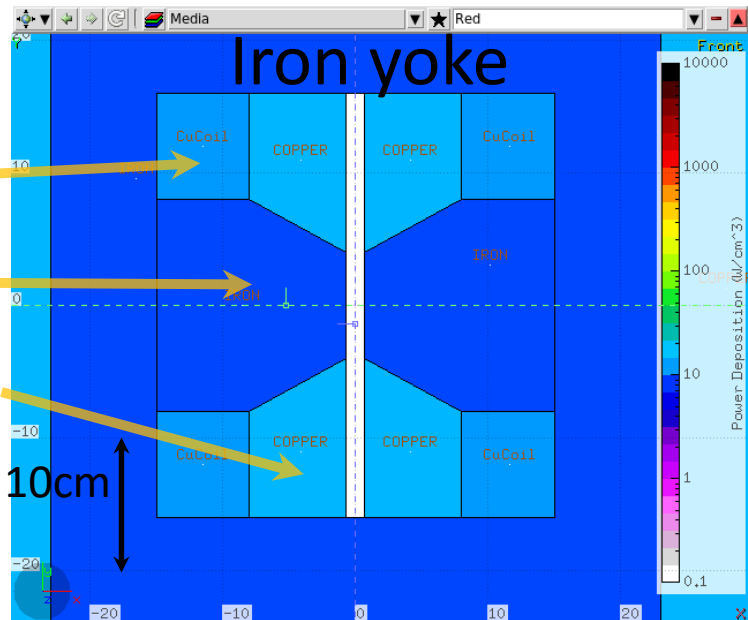 Media
Red
Iron yoke
Front
20
Y
10000
CuCoil
COPPER
COPPER
CuCoil
10
1000
IRON
100
0
IRON
Power Deposition (W/cm^3)
10
-10
CuCoil
COPPER
COPPER
CuCoil
10cm
1
-20
y
z
x
0.1
-20
-10
0
10
20
X